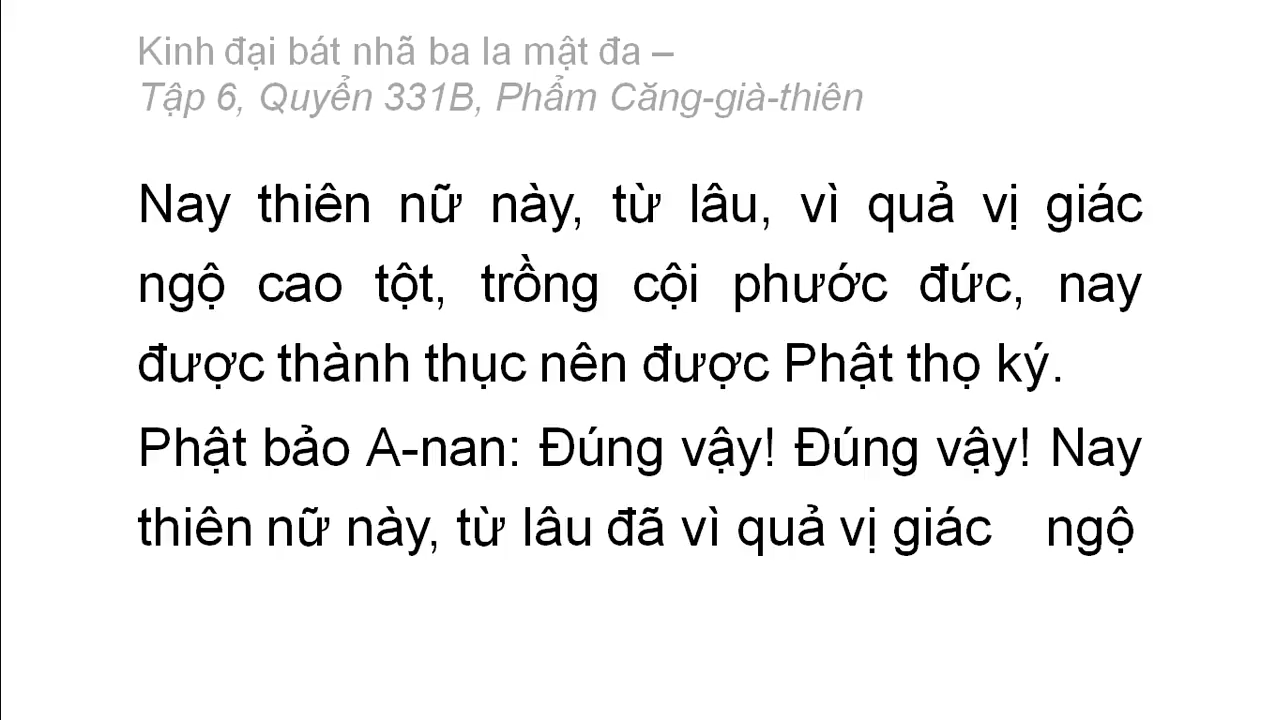 Kinh đại bát nhã ba la mật đa –
Tập 6, Quyển 331B, Phẩm Căng-già-thiên
Nay thiên nữ này, từ lâu, vì quả vị giác
ngộ cao tột, trồng cội phước đức, nay
được thành thục nên được Phật thọ ký.
Phật bảo A-nan: Đúng vậy! Đúng vậy! Nay
thiên nữ này, từ lâu đã vì quả vị giác ngộ